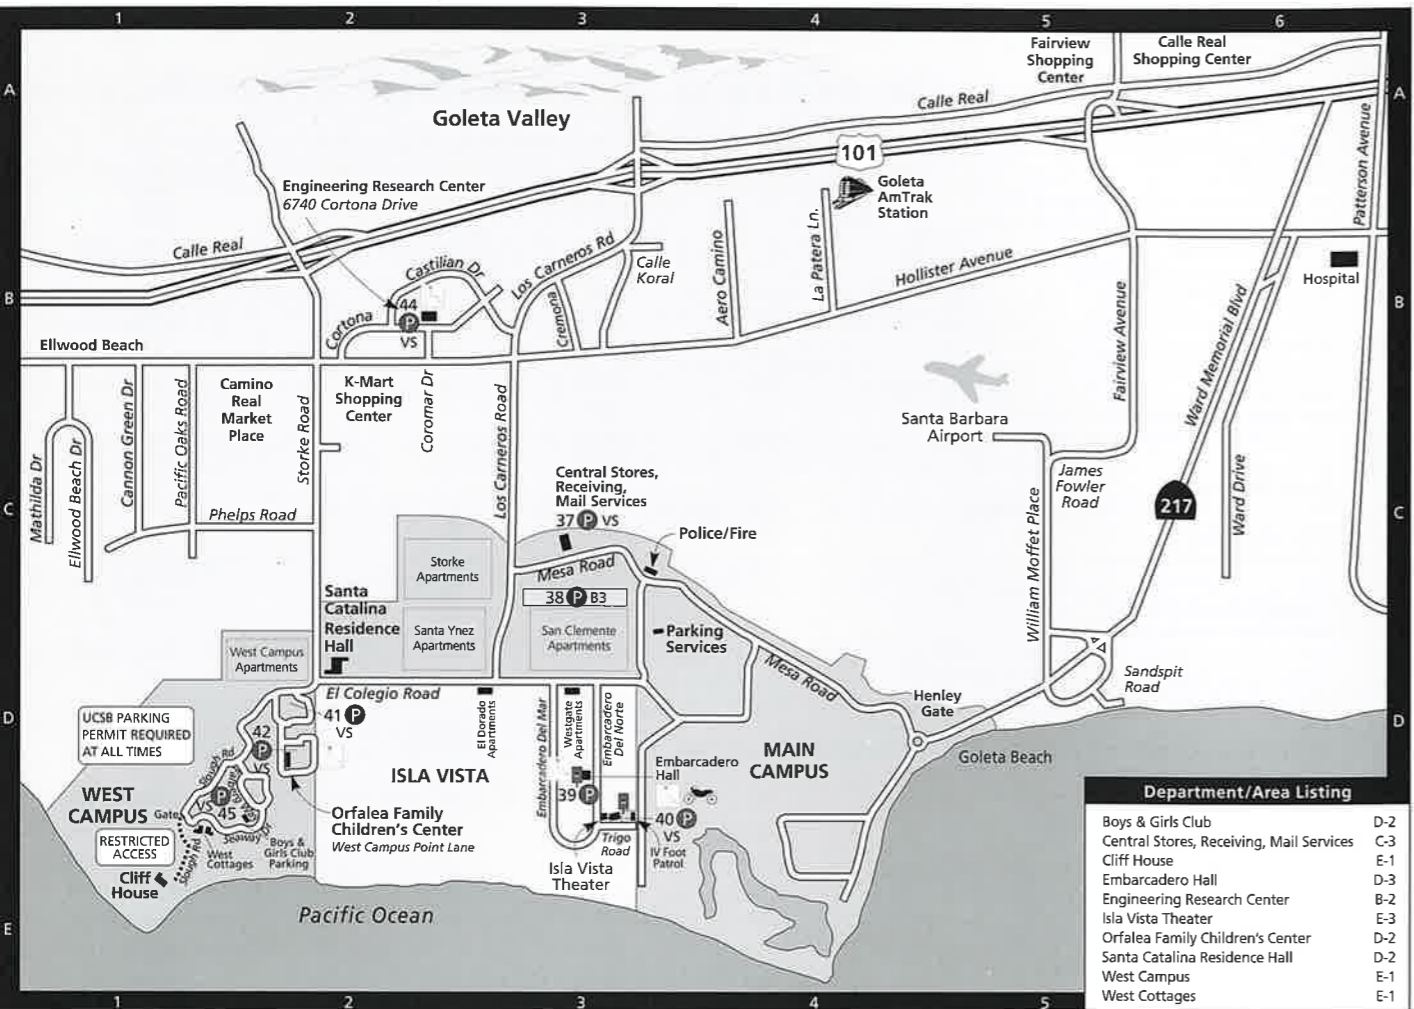 1 2 3 4 5 6
Fairview
Shopping
Center
Calle Real
Shopping Center
A
A
Calle Real
Goleta Valley
101
Patterson Avenue
Engineering Research Center
6740 Cortona Drive
Goleta
AmTrak
Station
La Patera Ln.
Calle Real
Castilian Dr
Los Carneros Rd
Calle
Koral
Aero Camino
Hollister Avenue
Hospital
B
B
44
P
VS
Cortona
Cremona
Fairview Avenue
Ward Memorial Blvd
Ellwood Beach
Camino
Real
Market
Place
K-Mart
Shopping
Center
Mathilda Dr
Ellwood Beach Dr
Cannon Green Dr
Pacific Oaks Road
Storke Road
Coromar Dr
Los Carneros Road
Santa Barbara
Airport
James
Fowler
Road
217
Ward Drive
William Moffet Place
C
C
Phelps Road
Central Stores,
Receiving,
Mail Services
37 P VS
Police/Fire
Mesa Road
Storke
Apartments
38 P B3
Santa
Catalina
Residence
Hall
Santa Ynez
Apartments
San Clemente
Apartments
Parking
Services
West Campus
Apartments
Mesa Road
Henley
Gate
Sandspit
Road
El Colegio Road
D
D
UCSB PARKING
PERMIT REQUIRED
AT ALL TIMES
41 P
VS
42
P
VS
El Dorado
Apartments
Embarcadero Del Mar
Westgate
Apartments
Embarcadero
Del Norte
MAIN
CAMPUS
Goleta Beach
ISLA VISTA
Embarcadero
Hall
Slough Rd
WEST
CAMPUS
Gate
P
VS
45
39 P
40 P
VS
IV Foot
Patrol
Orfalea Family
Children's Center
West Campus Point Lane
RESTRICTED
ACCESS
Slough Rd
Seaway Dr
West
Cottages
Boys &
Girls Club
Parking
Trigo
Road
Cliff
House
Isla Vista
Theater
Pacific Ocean
E
Department/Area Listing
Boys & Girls Club D-2
Central Stores, Receiving, Mail Services C-3
Cliff House E-1
Embarcadero Hall D-3
Engineering Research Center B-2
Isla Vista Theater E-3
Orfalea Family Children's Center D-2
Santa Catalina Residence Hall D-2
West Campus E-1
West Cottages E-1
1 2 3 4 5